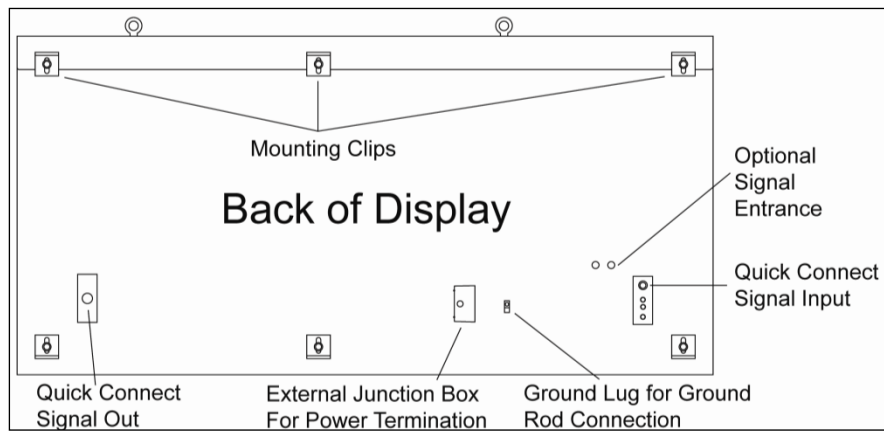 Mounting Clips
Optional
Signal
Entrance
Back of Display
Quick Connect
Signal Input
Quick Connect
Signal Out
External Junction Box
For Power Termination
Ground Lug for Ground
Rod Connection